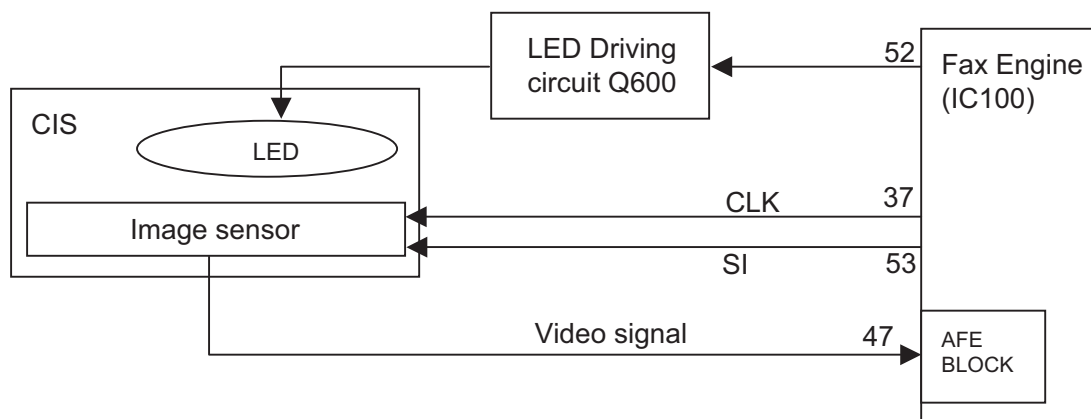 LED Driving
circuit Q600
52
Fax Engine
(IC100)
CIS
LED
CLK
37
Image sensor
SI
53
Video signal
47
AFE
BLOCK